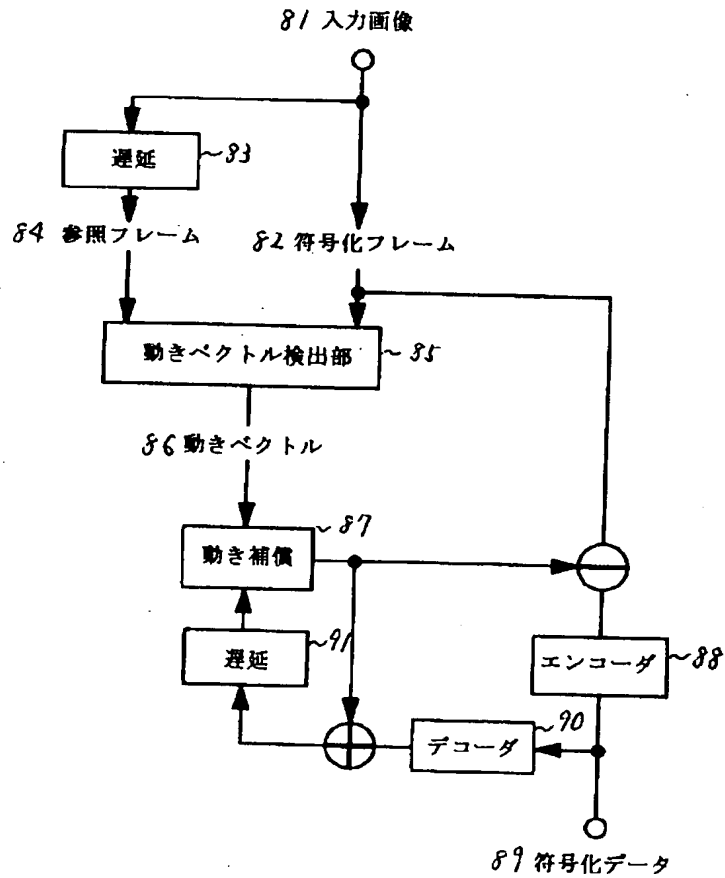 81 入力画像
遅延 ~83
84 参照フレーム
82 符号化フレーム
動きベクトル検出部 ~85
86 動きベクトル
~87
動き補償
遅延
91
エンコーダ ~88
デコーダ
90
89 符号化データ